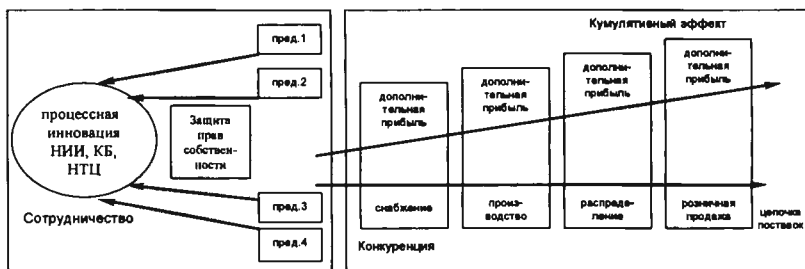 пред.1
пред.2
процессная
инновация
НИИ, КБ,
НТЦ
Защита
прав
собствен-
ности
пред.3
Сотрудничество
пред.4
Кумулятивный эффект
дополни-
тельная
прибыль
дополни-
тельная
прибыль
дополни-
тельная
прибыль
дополни-
тельная
прибыль
снабжение
произ-
водство
распреде-
ление
розничная
продажа
цепочка
поставок
Конкуренция